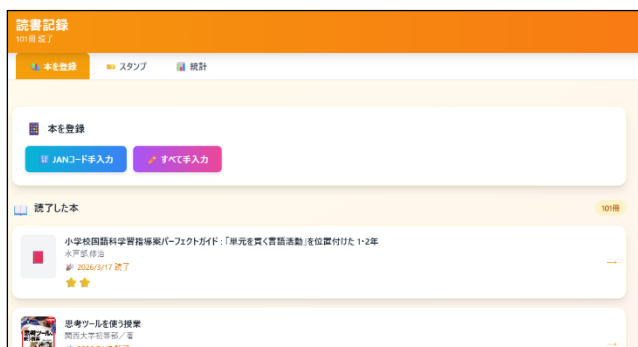 読書記録
101冊 読了
本を登録
スタンプ
統計
本を登録
JANコード手入力
すべて手入力
読了した本
101冊
小学校国語科学習指導案パーフェクトガイド : 「単元を貫く言語活動」を位置付けた 1・2年
水戸部,修治
2026/3/17 読了
→
思考ツールを使う授業
関西大学初等部／著
→